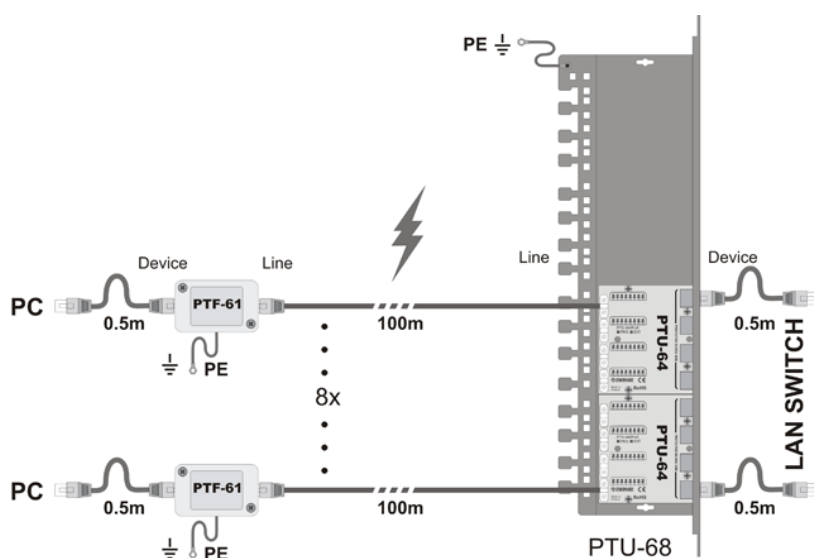 PE
Device
Line
Line
Device
PC
PTF-61
0.5m
PE
100m
PTU-64
0.5m
8x
LAN SWITCH
PC
PTF-61
0.5m
PE
100m
PTU-64
0.5m
PTU-68